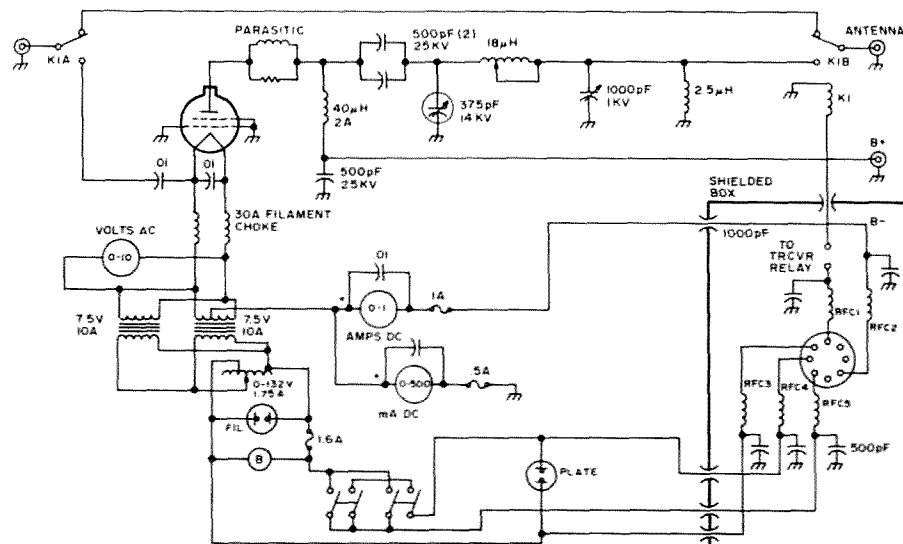 PARASITIC
500pF (2)
25KV
18µH
ANTENNA
K1A
K1B
40µH
2A
375pF
14KV
1000pF
1KV
2.5µH
K1
.01
.01
500pF
25KV
B+
SHIELDED
BOX
30A FILAMENT
CHOKE
VOLTS AC
0-10
1000pF
B-
TO
TRCVR
RELAY
.01
1A
7.5V
10A
7.5V
10A
*
0-1
AMPS DC
RFC1
RFC2
0-132V
1.75A
*
0-500
mA DC
.5A
RFC3
RFC4
RFC5
FIL
1.6A
500pF
B
PLATE